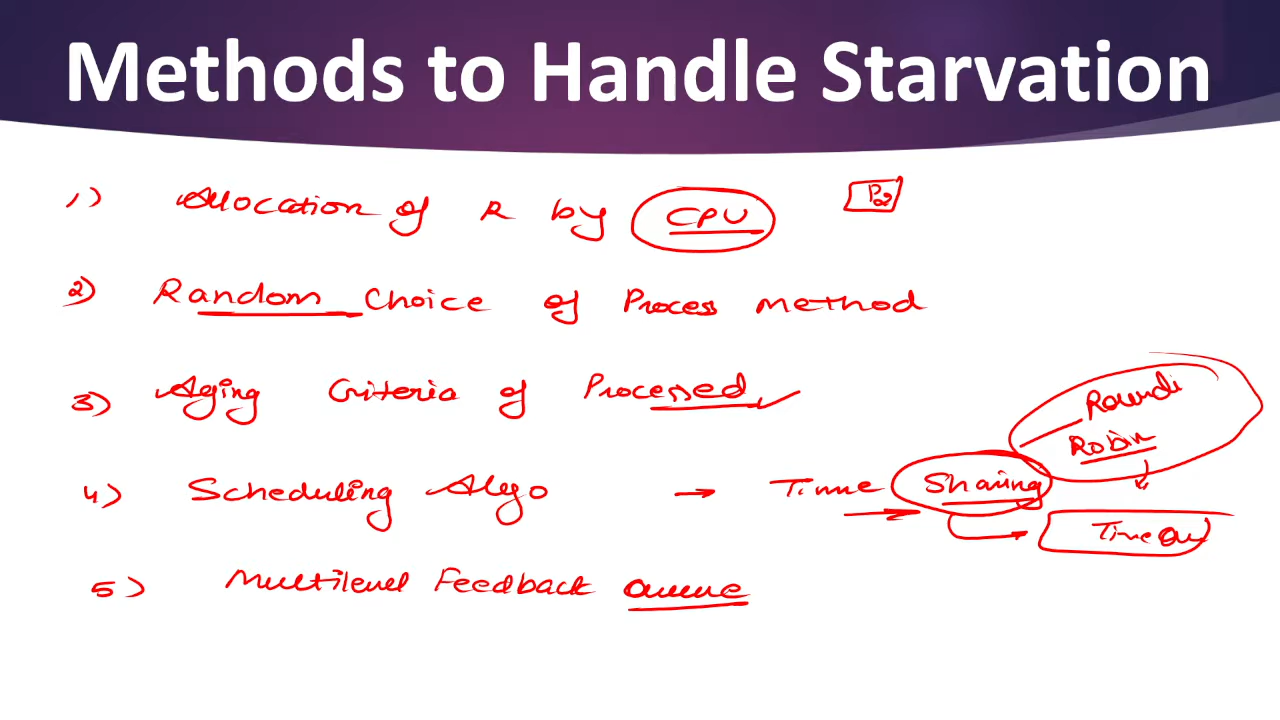 Methods to Handle Starvation
1) Allocation of R by CPU P2
2) Random Choice of Process Method
3) Aging Criteria of Processed
Round
Robin
4) Scheduling Algo → Time Sharing
Time
5) Multilevel Feedback Queue